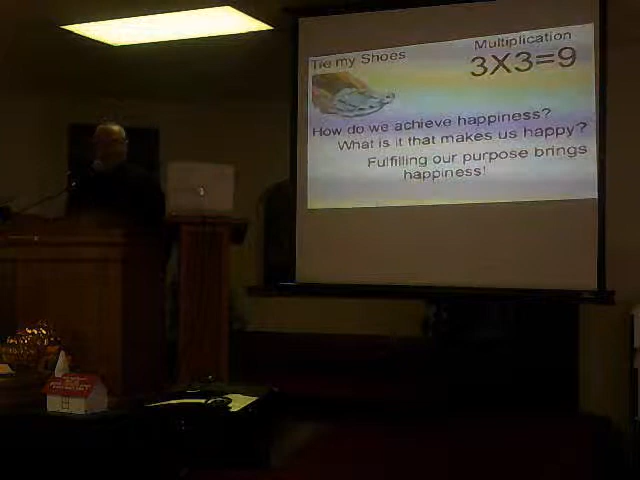 Tie my Shoes
Multiplication
3X3=9
How do we achieve happiness?
What is it that makes us happy?
Fulfilling our purpose brings
happiness!